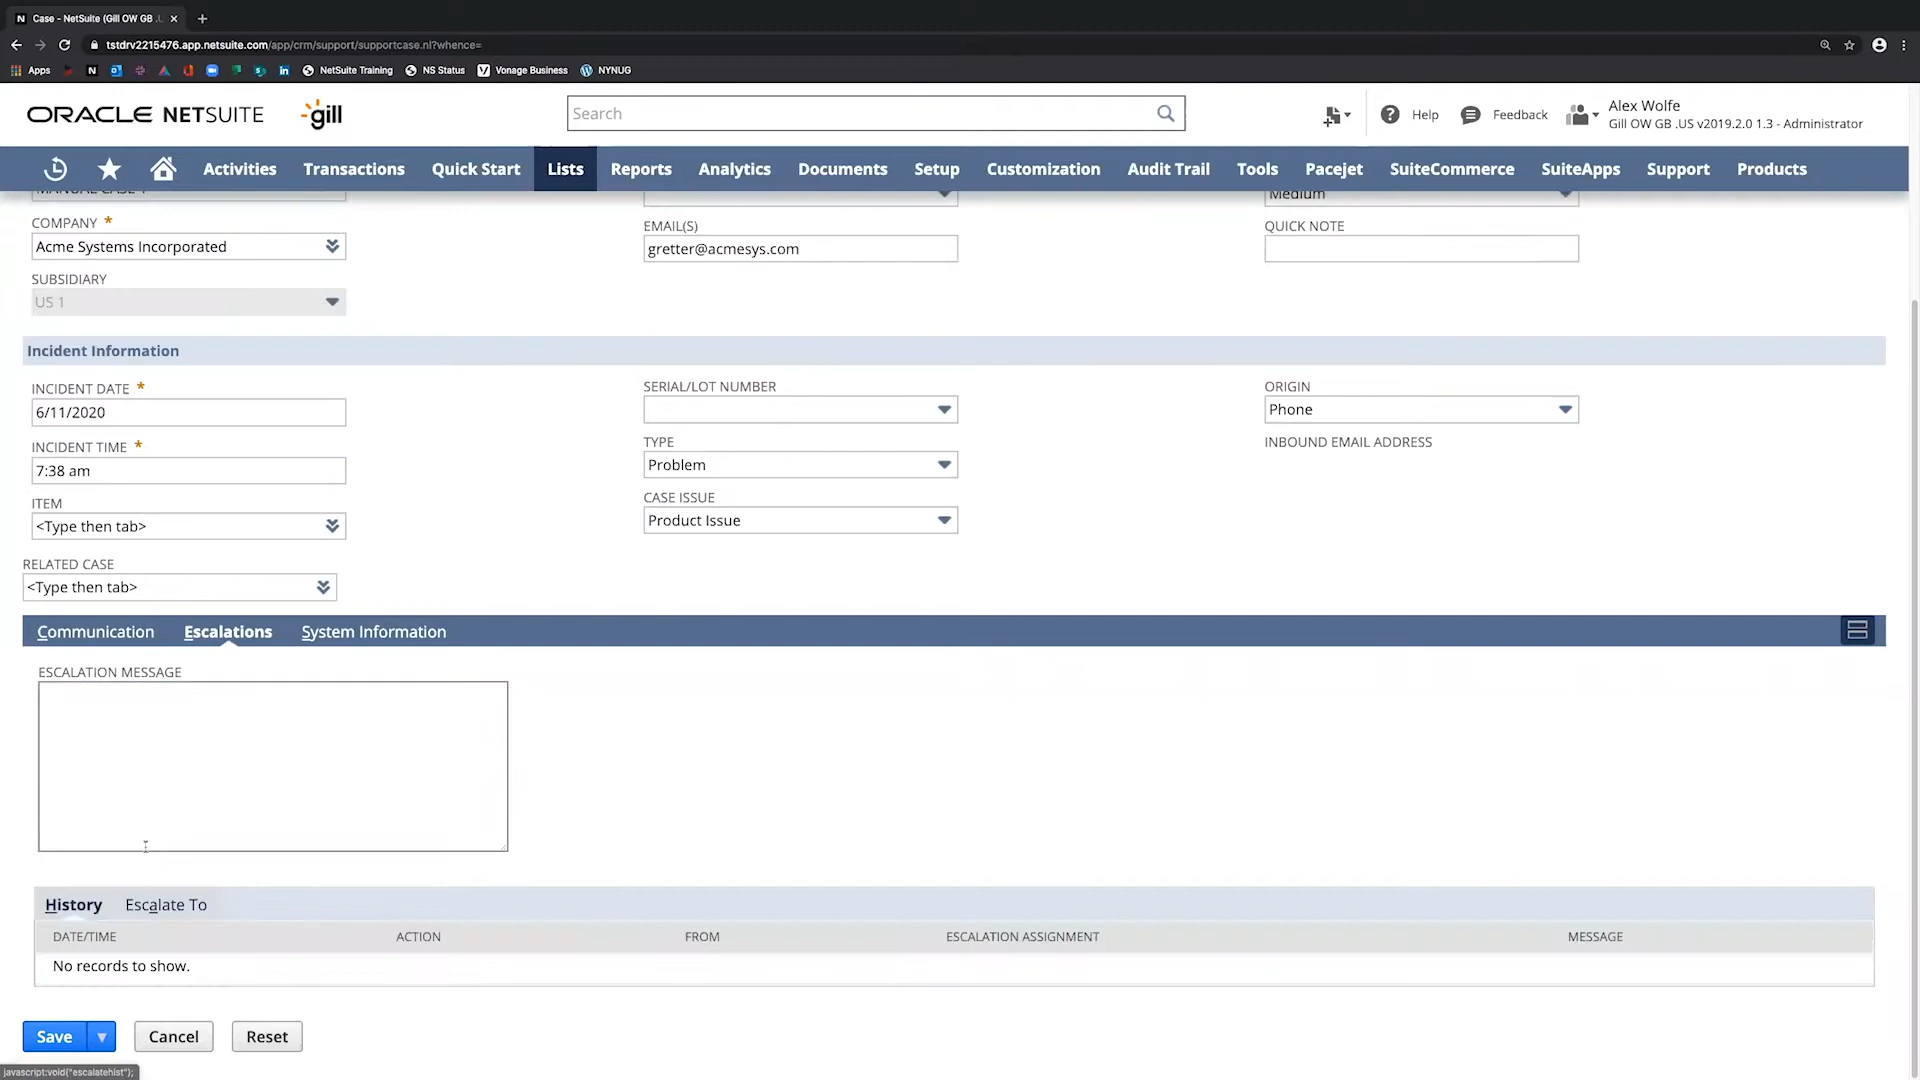 Case - NetSuite (Gill OW GB .U
tstdrv2215476.app.netsuite.com/app/crm/support/supportcase.nl?whence=
Apps
NetSuite Training
NS Status
Vonage Business
NYNUG
ORACLE NETSUITE
gill
Search
Help
Feedback
Alex Wolfe
Gill OW GB .US v2019.2.0 1.3 - Administrator
Activities
Transactions
Quick Start
Lists
Reports
Analytics
Documents
Setup
Customization
Audit Trail
Tools
Pacejet
SuiteCommerce
SuiteApps
Support
Products
MANUAL CASE 1
Medium
COMPANY *
Acme Systems Incorporated
EMAIL(S)
gretter@acmesys.com
QUICK NOTE
SUBSIDIARY
US 1
Incident Information
INCIDENT DATE *
6/11/2020
SERIAL/LOT NUMBER
ORIGIN
Phone
INCIDENT TIME *
7:38 am
TYPE
Problem
INBOUND EMAIL ADDRESS
ITEM
<Type then tab>
CASE ISSUE
Product Issue
RELATED CASE
<Type then tab>
Communication
Escalations
System Information
ESCALATION MESSAGE
History
Escalate To
DATE/TIME
ACTION
FROM
ESCALATION ASSIGNMENT
MESSAGE
No records to show.
Save
Cancel
Reset
javascript:void("escalatehist");